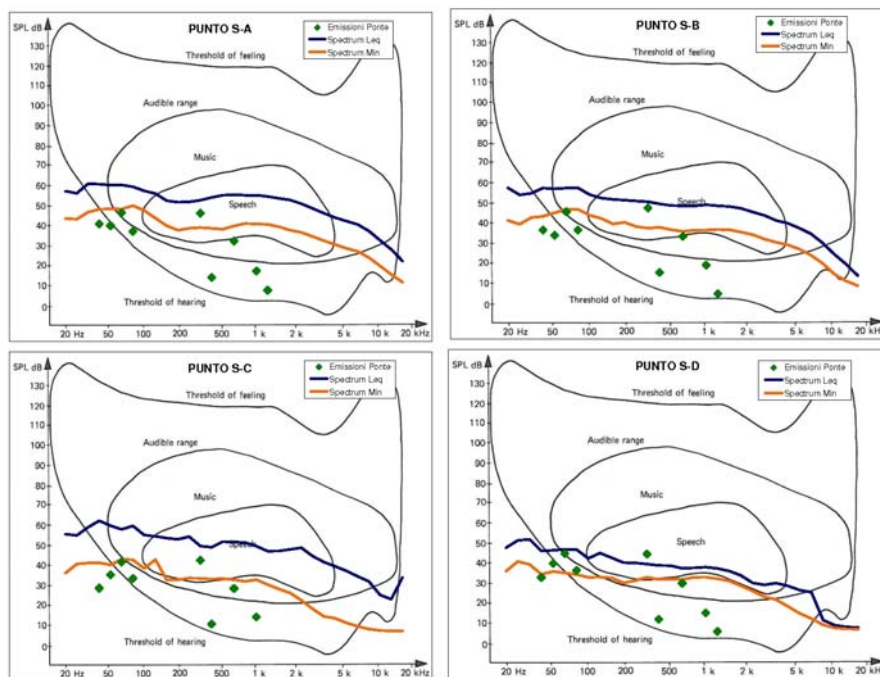 SPL dB
PUNTO S-A
Emissioni Ponte
Spectrum Leq
Spectrum Min
130
120
110
100
90
80
70
60
50
40
30
20
10
0
Threshold of feeling
Audible range
Music
Speech
Threshold of hearing
20 Hz 50 100 200 500 1 k 2 k 5 k 10 k 20 kHz
SPL dB
PUNTO S-B
Emissioni Ponte
Spectrum Leq
Spectrum Min
130
120
110
100
90
80
70
60
50
40
30
20
10
0
Threshold of feeling
Audible range
Music
Speech
Threshold of hearing
20 Hz 50 100 200 500 1 k 2 k 5 k 10 k 20 kHz
SPL dB
PUNTO S-C
Emissioni Ponte
Spectrum Leq
Spectrum Min
130
120
110
100
90
80
70
60
50
40
30
20
10
0
Threshold of feeling
Audible range
Music
Speech
Threshold of hearing
20 Hz 50 100 200 500 1 k 2 k 5 k 10 k 20 kHz
SPL dB
PUNTO S-D
Emissioni Ponte
Spectrum Leq
Spectrum Min
130
120
110
100
90
80
70
60
50
40
30
20
10
0
Threshold of feeling
Audible range
Music
Speech
Threshold of hearing
20 Hz 50 100 200 500 1 k 2 k 5 k 10 k 20 kHz